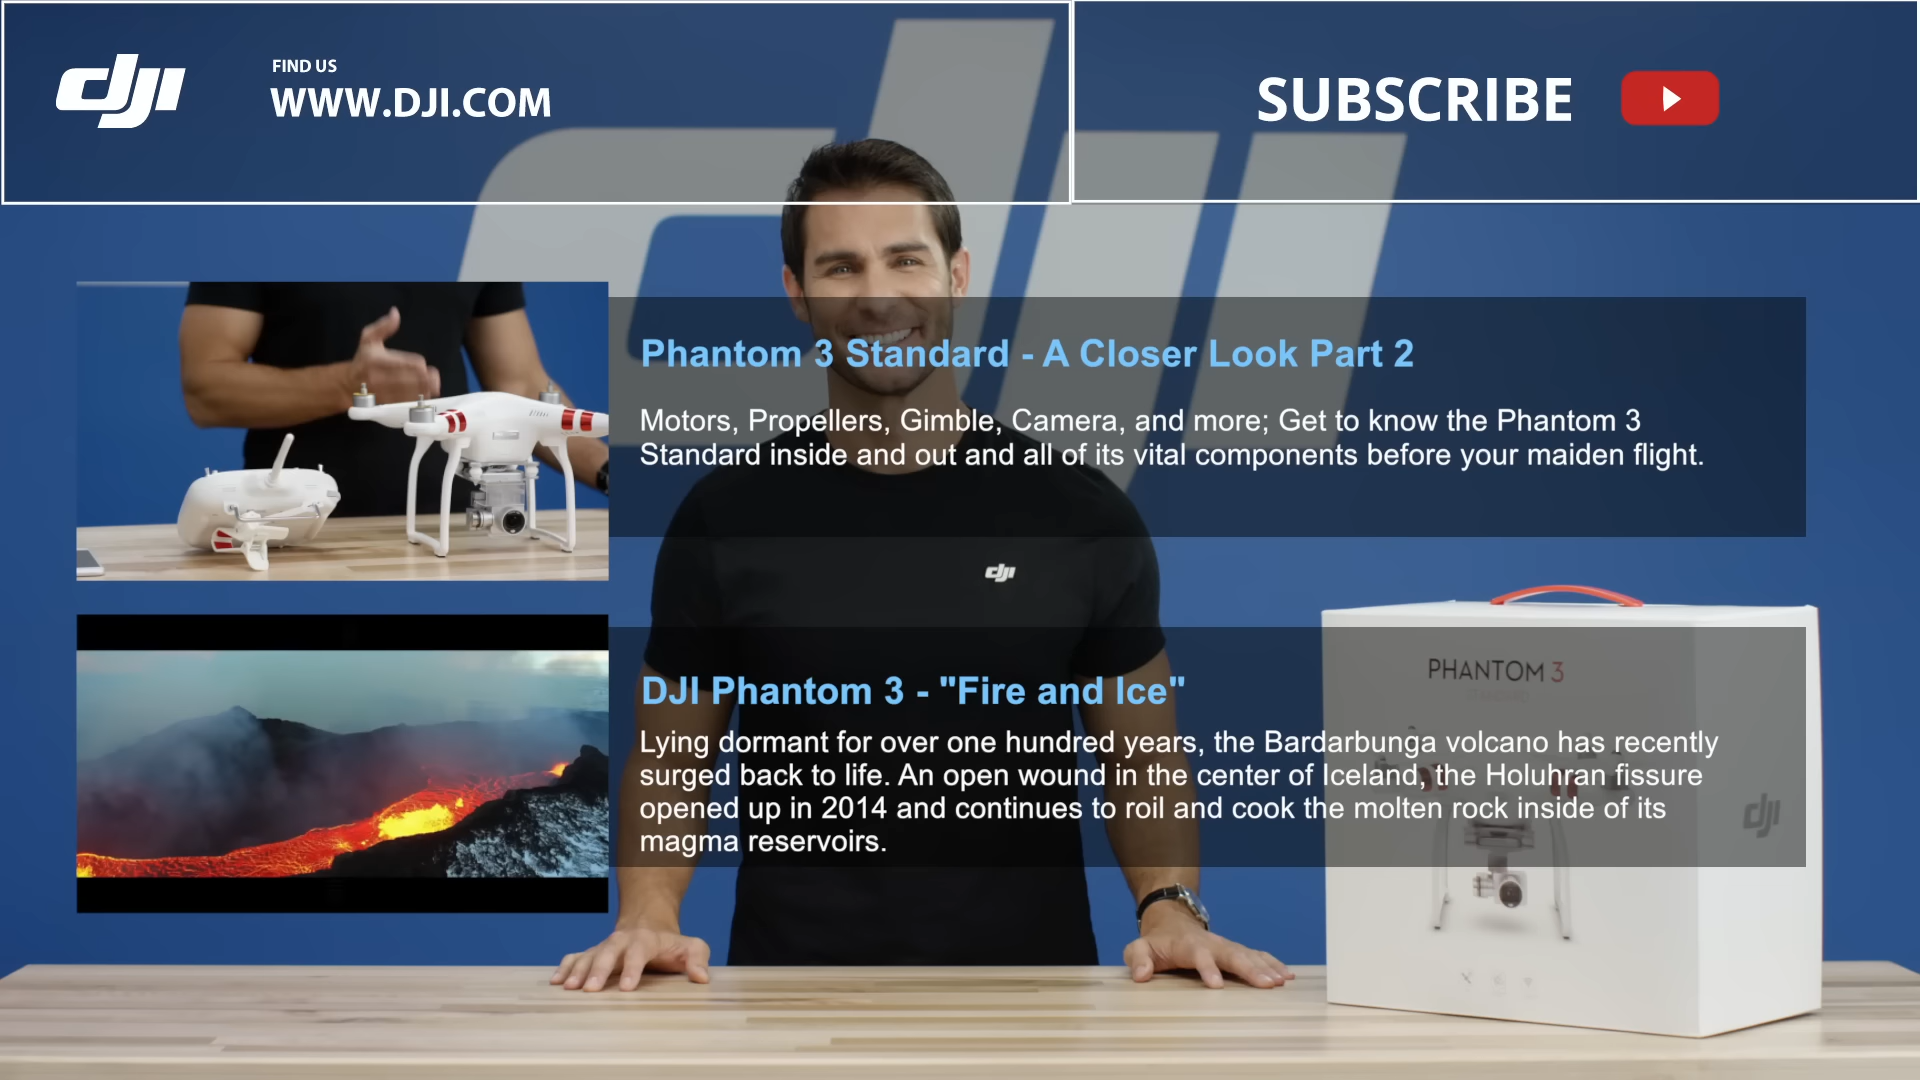 dji
FIND US
WWW.DJI.COM
SUBSCRIBE
Phantom 3 Standard - A Closer Look Part 2
Motors, Propellers, Gimble, Camera, and more; Get to know the Phantom 3
Standard inside and out and all of its vital components before your maiden flight.
dji
DJI Phantom 3 - "Fire and Ice"
Lying dormant for over one hundred years, the Bardarbunga volcano has recently
surged back to life. An open wound in the center of Iceland, the Holuhran fissure
opened up in 2014 and continues to roil and cook the molten rock inside of its
magma reservoirs.
PHANTOM 3
STANDARD
dji
dji